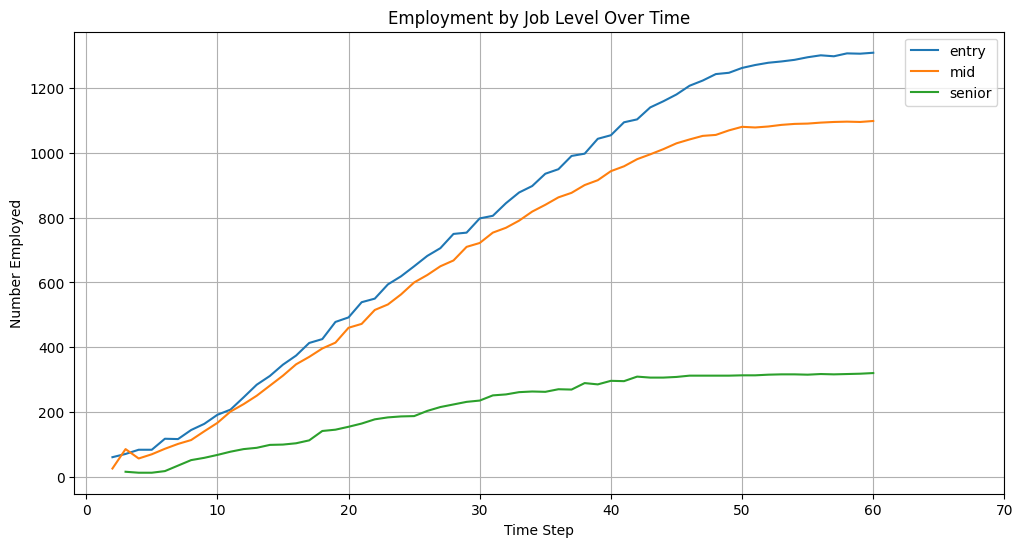 Employment by Job Level Over Time
entry
mid
senior
Number Employed
1200
1000
800
600
400
200
0
0 10 20 30 40 50 60 70
Time Step